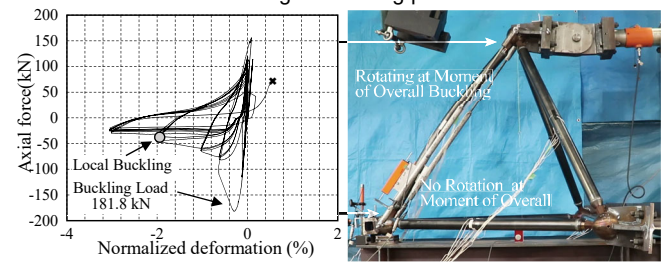 200
150
100
50
0
-50
-100
-150
-200
Axial force(kN)
Local Buckling
Buckling Load
181.8 kN
-4
-2
0
2
Normalized deformation (%)
Rotating at Moment
of Overall Buckling
No Rotation at
Moment of Overall